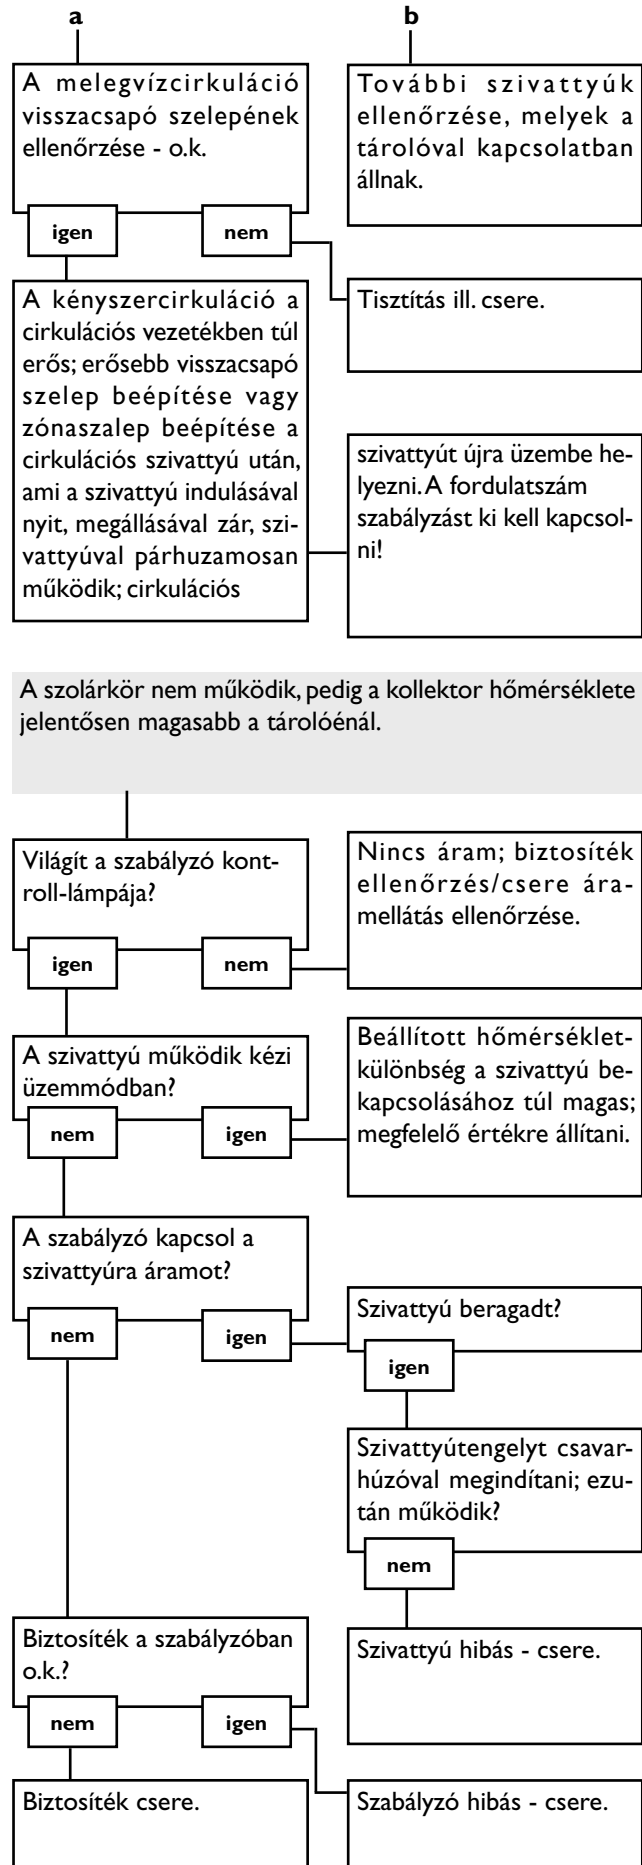 a
b
A melegvízcirkuláció
visszacsapó szelepének
ellenőrzése - o.k.
igen
nem
További szivattyúk
ellenőrzése, melyek a
tárolóval kapcsolatban
állnak.
A kényszercirkuláció a
cirkulációs vezetékben túl
erős; erősebb visszacsapó
szelep beépítése vagy
zónaszalep beépítése a
cirkulációs szivattyú után,
ami a szivattyú indulásával
nyit, megállásával zár, szi-
vattyúval párhuzamosan
működik; cirkulációs
Tisztítás ill. csere.
szivattyút újra üzembe he-
lyezni. A fordulatszám
szabályzást ki kell kapcsol-
ni!
A szolárkör nem működik, pedig a kollektor hőmérséklete
jelentősen magasabb a tárolóénál.
Világít a szabályzó kont-
roll-lámpája?
igen
nem
Nincs áram; biztosíték
ellenőrzés/csere ára-
mellátás ellenőrzése.
A szivattyú működik kézi
üzemmódban?
nem
igen
Beállított hőmérséklet-
különbség a szivattyú be-
kapcsolásához túl magas;
megfelelő értékre állítani.
A szabályzó kapcsol a
szivattyúra áramot?
nem
igen
Szivattyú beragadt?
igen
Szivattyútengelyt csavar-
húzóval megindítani; ezu-
tán működik?
nem
Szivattyú hibás - csere.
Biztosíték a szabályzóban
o.k.?
nem
igen
Biztosíték csere.
Szabályzó hibás - csere.